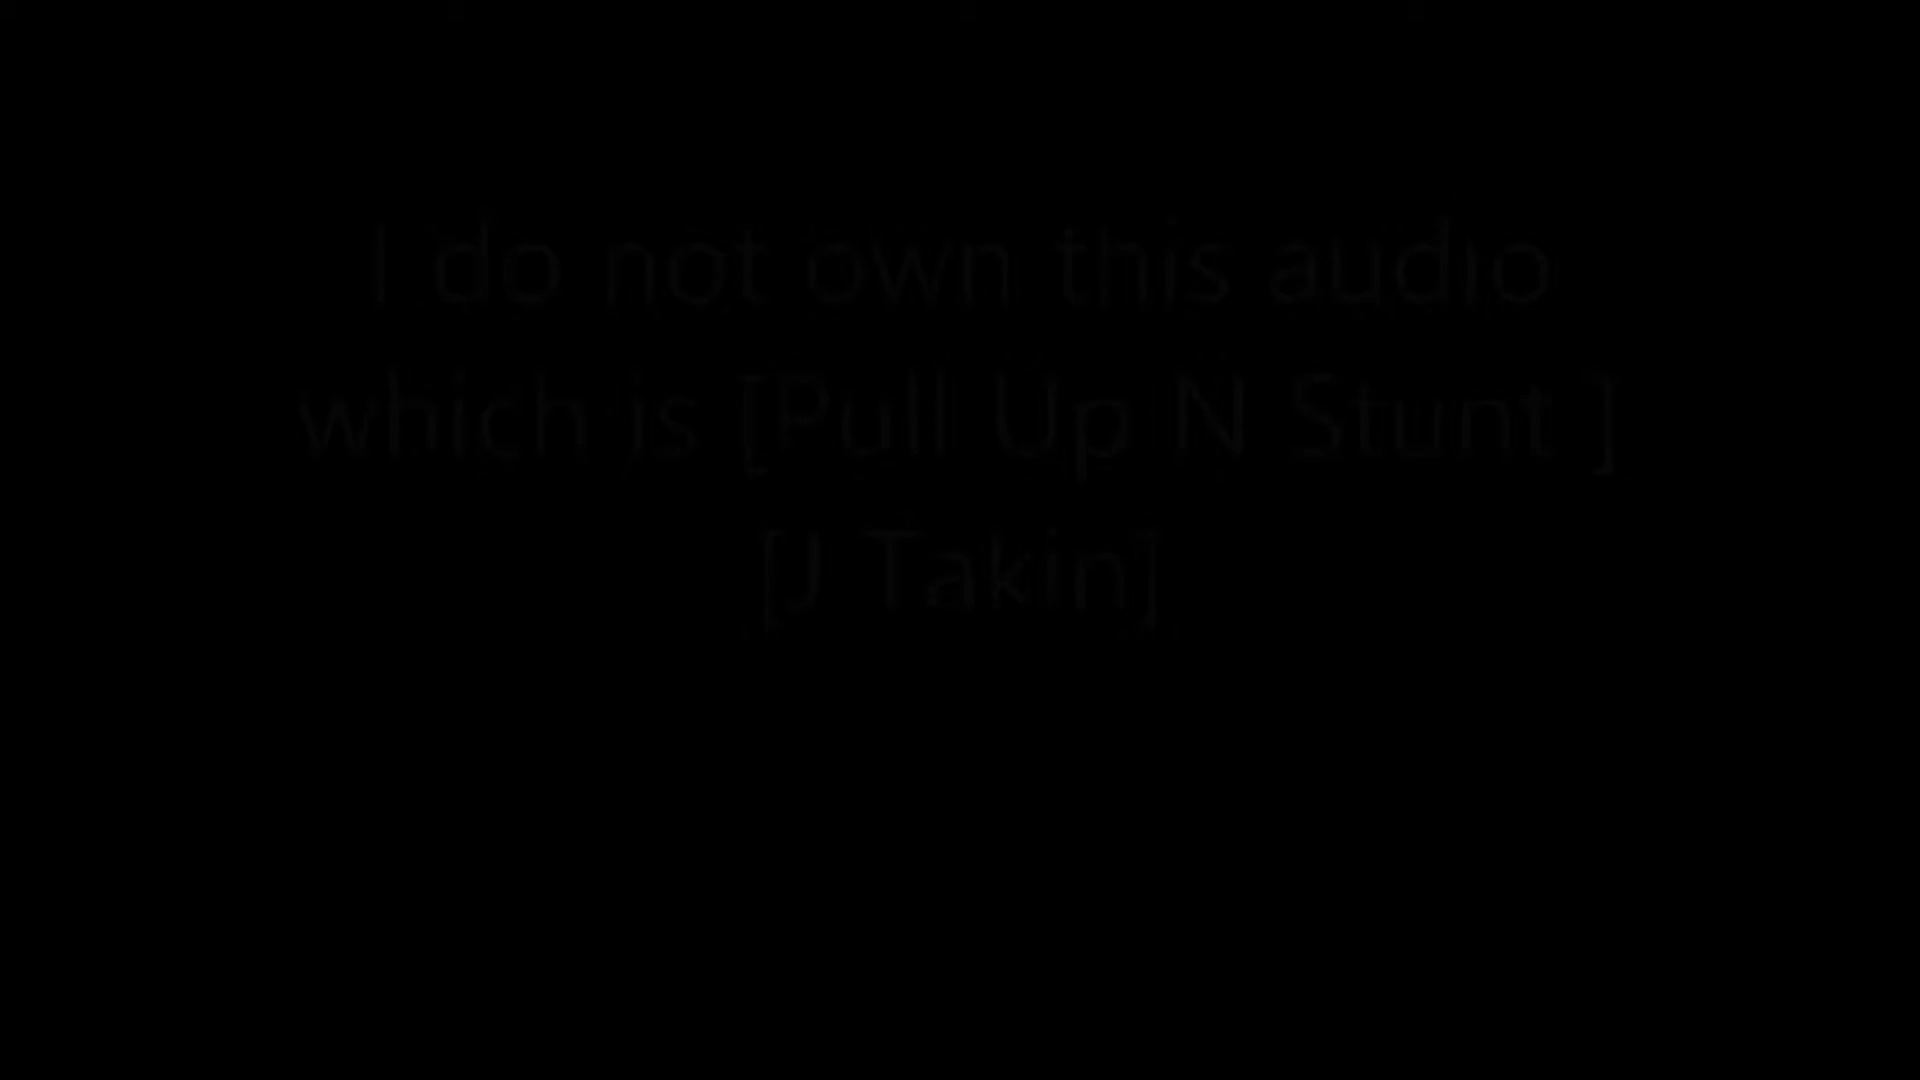 I do not own this audio
which is [Pull Up N Stunt ]
[J Takin]